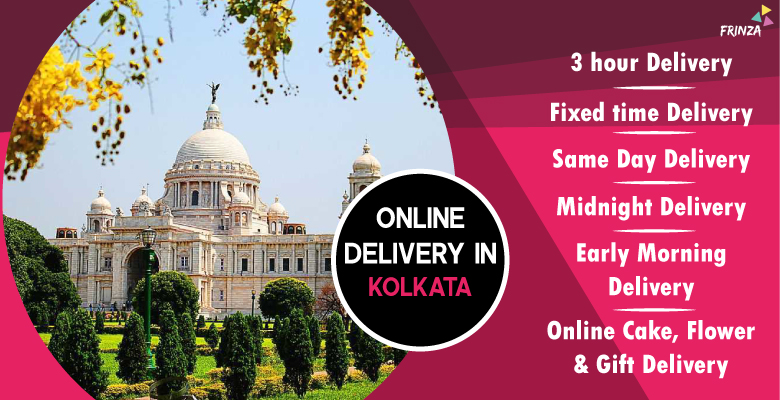 FRINZA
3 hour Delivery
Fixed time Delivery
Same Day Delivery
Midnight Delivery
Early Morning
Delivery
Online Cake, Flower
& Gift Delivery
ONLINE
DELIVERY IN
KOLKATA